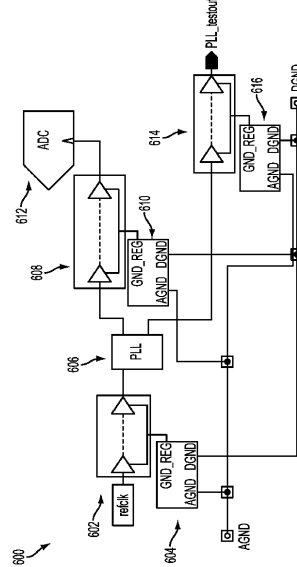 600
602
refclk
604
GND_REG
AGND DGND
AGND
606
PLL
608
610
GND_REG
AGND DGND
612
ADC
614
PLL_testout
616
GND_REG
AGND DGND
DGND